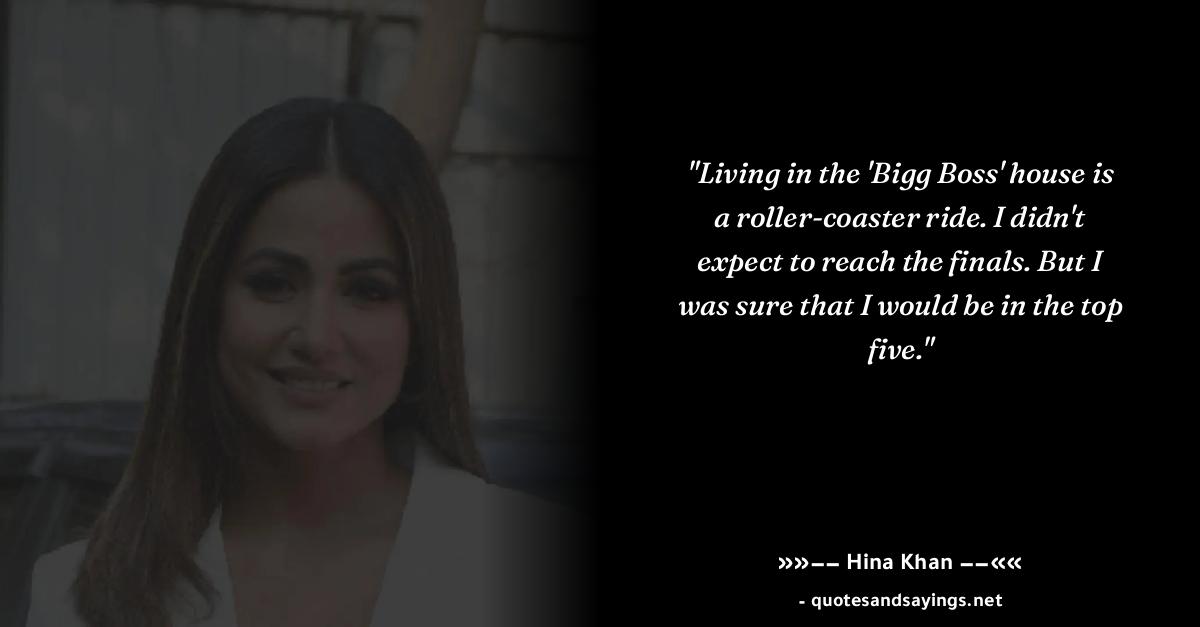 "Living in the 'Bigg Boss' house is
a roller-coaster ride. I didn't
expect to reach the finals. But I
was sure that I would be in the top
five."
»»−− Hina Khan −−««
- quotesandsayings.net